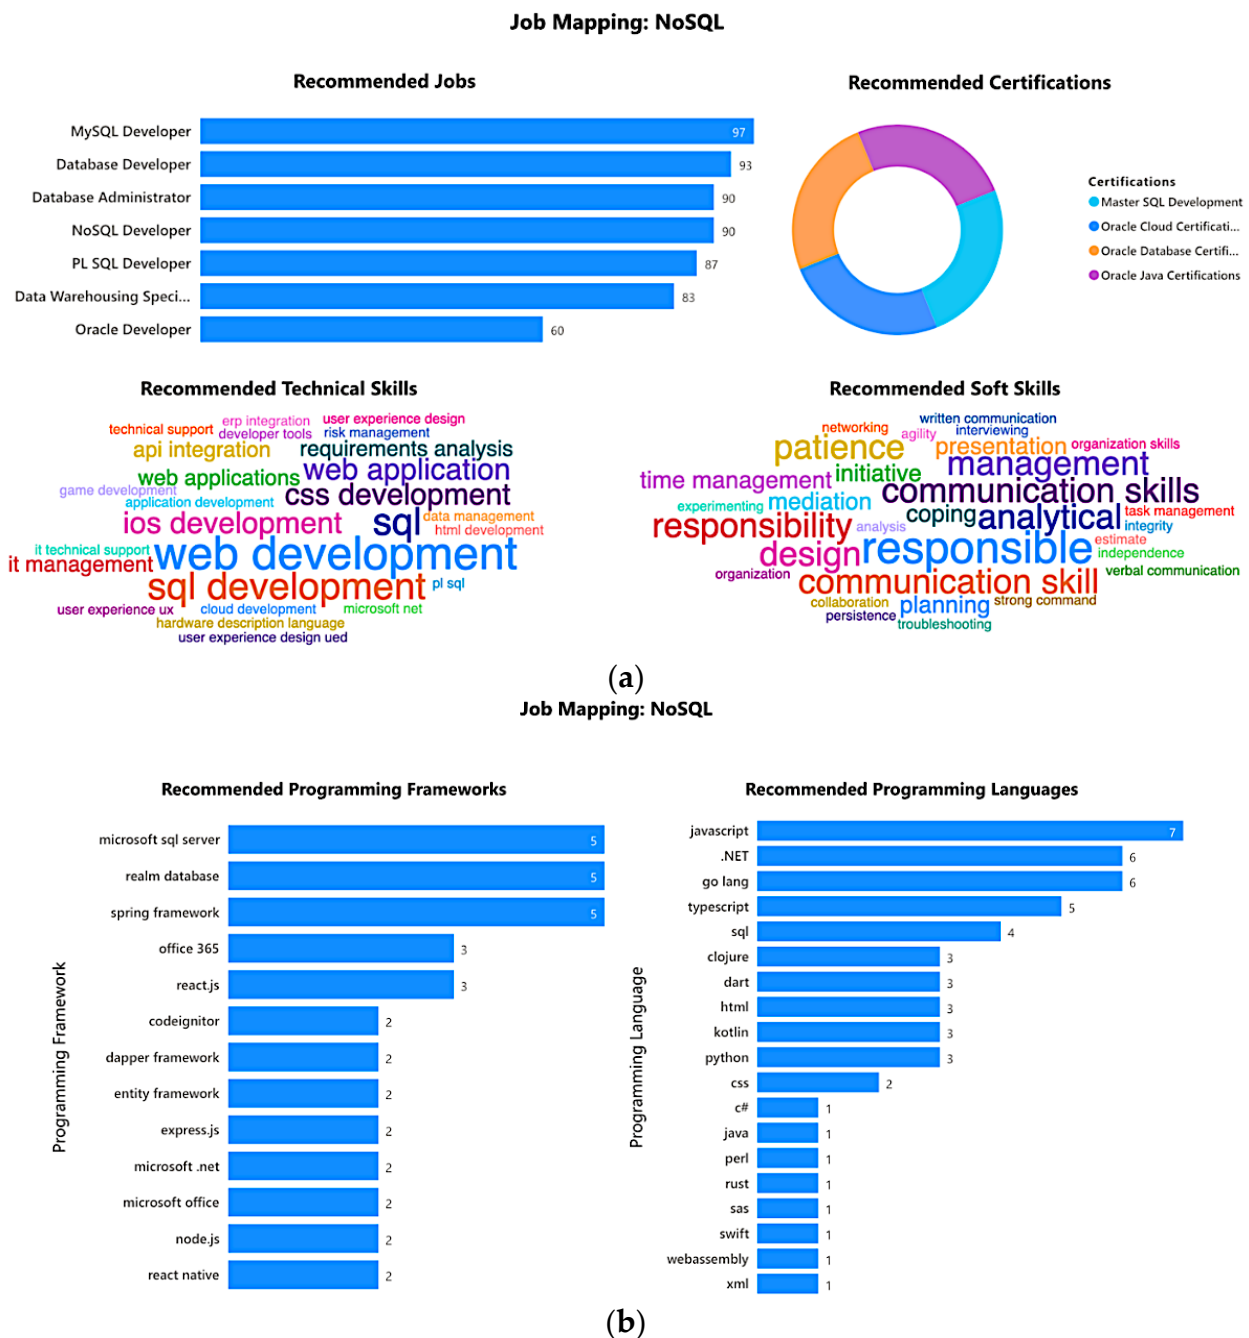 Job Mapping: NoSQL
Recommended Jobs
MySQL Developer 97
Database Developer 93
Database Administrator 90
NoSQL Developer 90
PL SQL Developer 87
Data Warehousing Speci... 83
Oracle Developer 60
Recommended Certifications
Certifications
Master SQL Development
Oracle Cloud Certificati...
Oracle Database Certifi...
Oracle Java Certifications
Recommended Technical Skills
erp integration
user experience design
technical support
developer tools
risk management
api integration
requirements analysis
web applications
web application
game development
css development
application development
ios development
sql
data management
html development
it technical support
web development
it management
sql development
pl sql
user experience ux
cloud development
microsoft net
hardware description language
user experience design ued
Recommended Soft Skills
written communication
networking
agility
interviewing
patience
presentation
organization skills
management
time management
initiative
communication skills
experimenting
mediation
coping
analytical
task management
responsibility
analysis
integrity
design
responsible
estimate
independence
organization
communication skill
verbal communication
collaboration
planning
strong command
persistence
troubleshooting
(a)
Job Mapping: NoSQL
Recommended Programming Frameworks
Programming Framework
microsoft sql server 5
realm database 5
spring framework 5
office 365 3
react.js 3
codeignitor 2
dapper framework 2
entity framework 2
express.js 2
microsoft .net 2
microsoft office 2
node.js 2
react native 2
Recommended Programming Languages
Programming Language
javascript 7
.NET 6
go lang 6
typescript 5
sql 4
clojure 3
dart 3
html 3
kotlin 3
python 3
css 2
c# 1
java 1
perl 1
rust 1
sas 1
swift 1
webassembly 1
xml 1
(b)